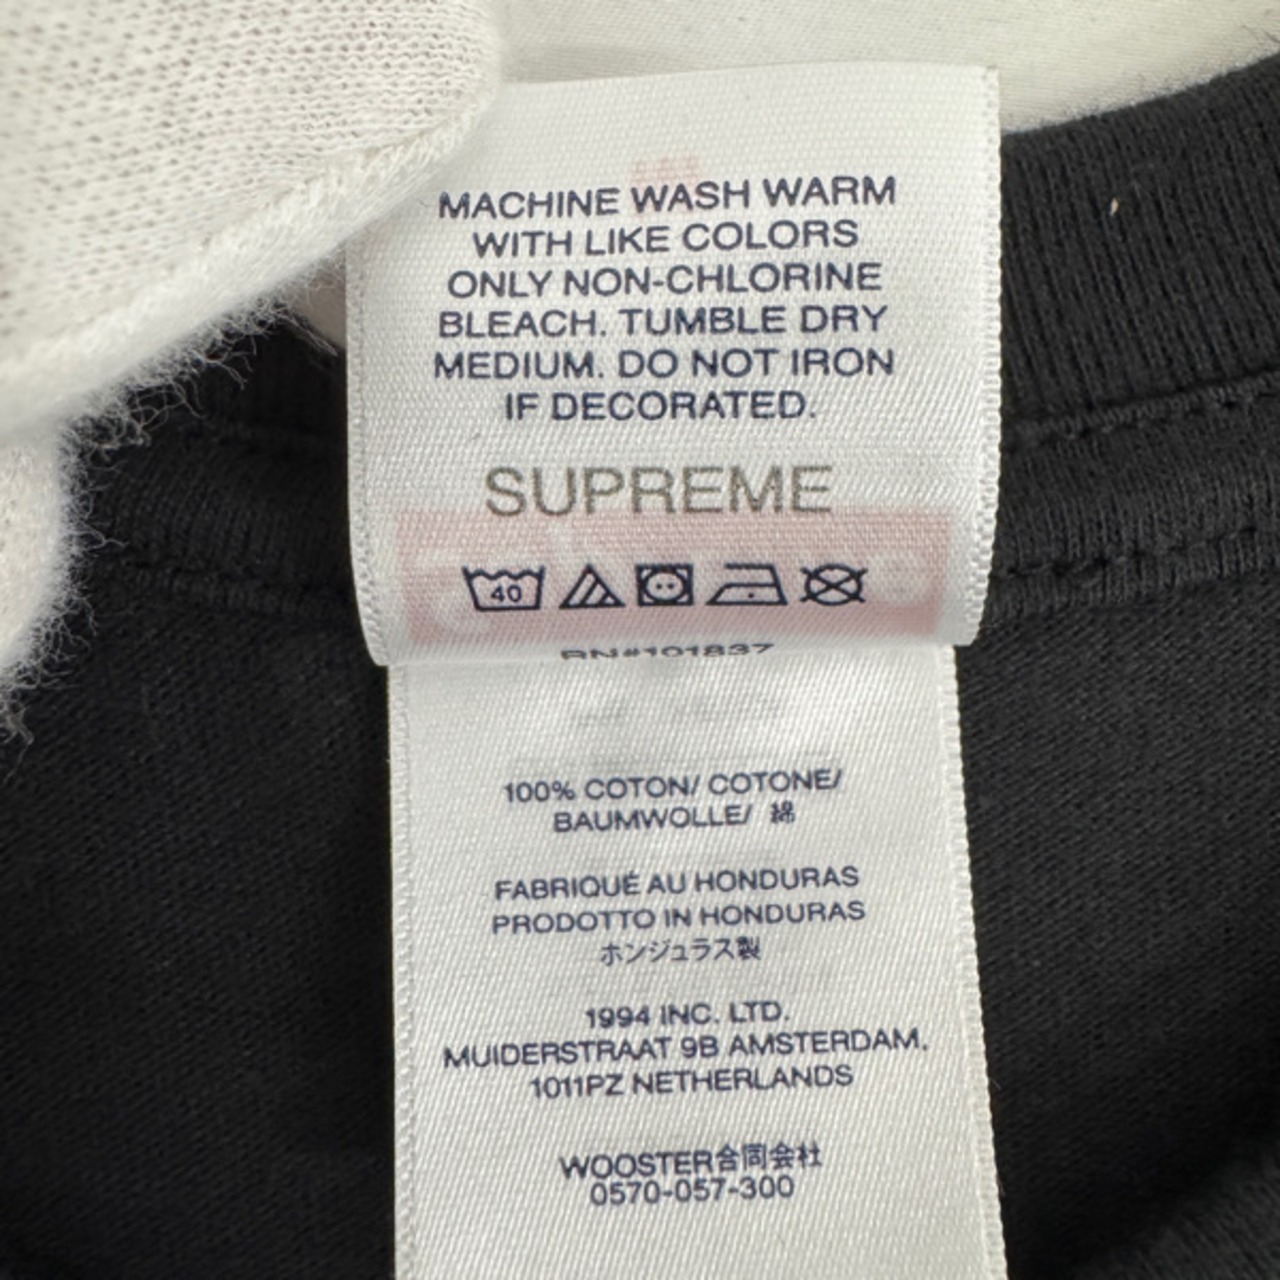 MACHINE WASH WARM
WITH LIKE COLORS
ONLY NON-CHLORINE
BLEACH. TUMBLE DRY
MEDIUM. DO NOT IRON
IF DECORATED.
SUPREME
40
RN#101837
100% COTON/ COTONE/
BAUMWOLLE/ 綿
FABRIQUÉ AU HONDURAS
PRODOTTO IN HONDURAS
ホンジュラス製
1994 INC. LTD.
MUIDERSTRAAT 9B AMSTERDAM,
1011PZ NETHERLANDS
WOOSTER合同会社
0570-057-300